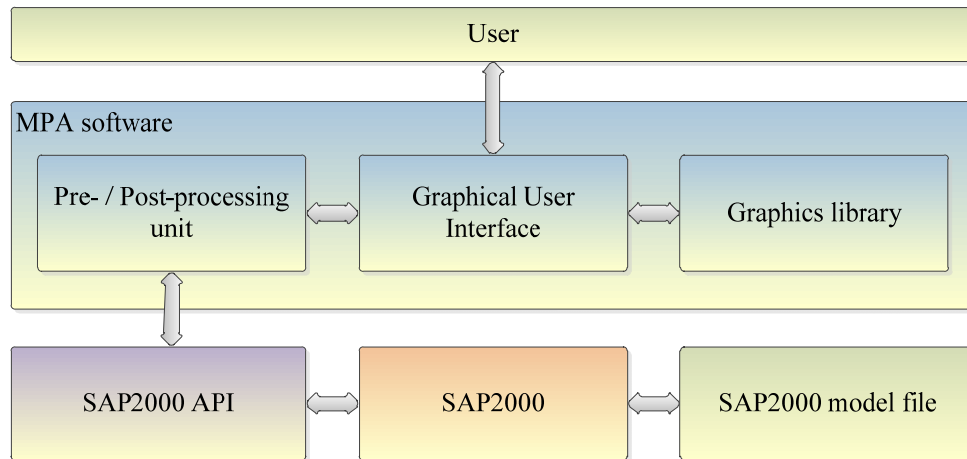 User
MPA software
Pre- / Post-processing
unit
Graphical User
Interface
Graphics library
SAP2000 API
SAP2000
SAP2000 model file